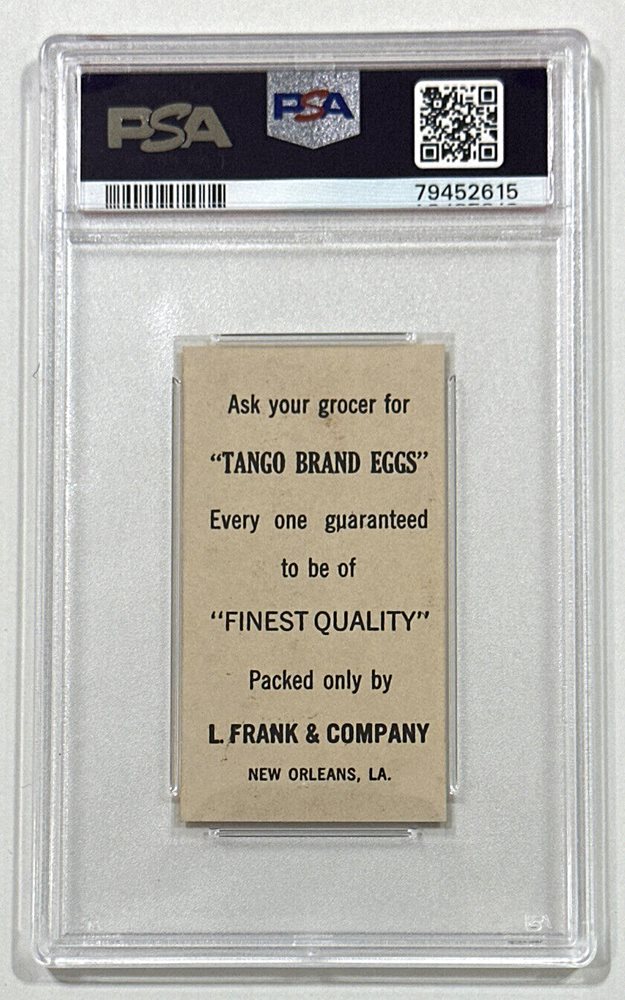 PSA
PSA
79452615
Ask your grocer for
"TANGO BRAND EGGS"
Every one guaranteed
to be of
"FINEST QUALITY"
Packed only by
L. FRANK & COMPANY
NEW ORLEANS, LA.
PSA